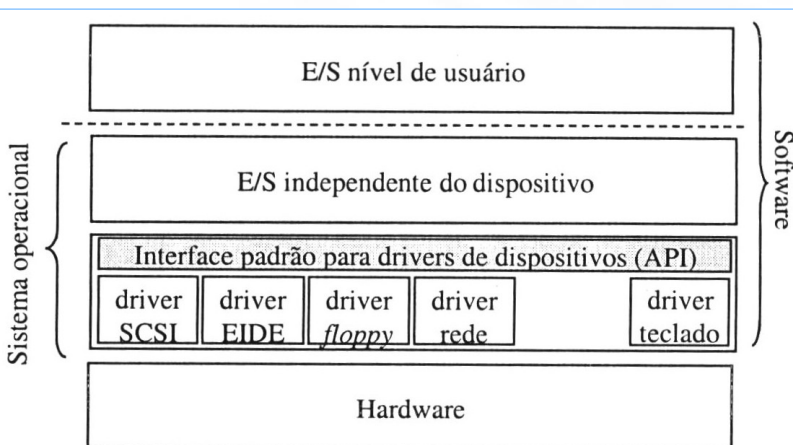 E/S nível de usuário
E/S independente do dispositivo
Interface padrão para drivers de dispositivos (API)
driver SCSI
driver EIDE
driver floppy
driver rede
driver teclado
Hardware
Sistema operacional
Software